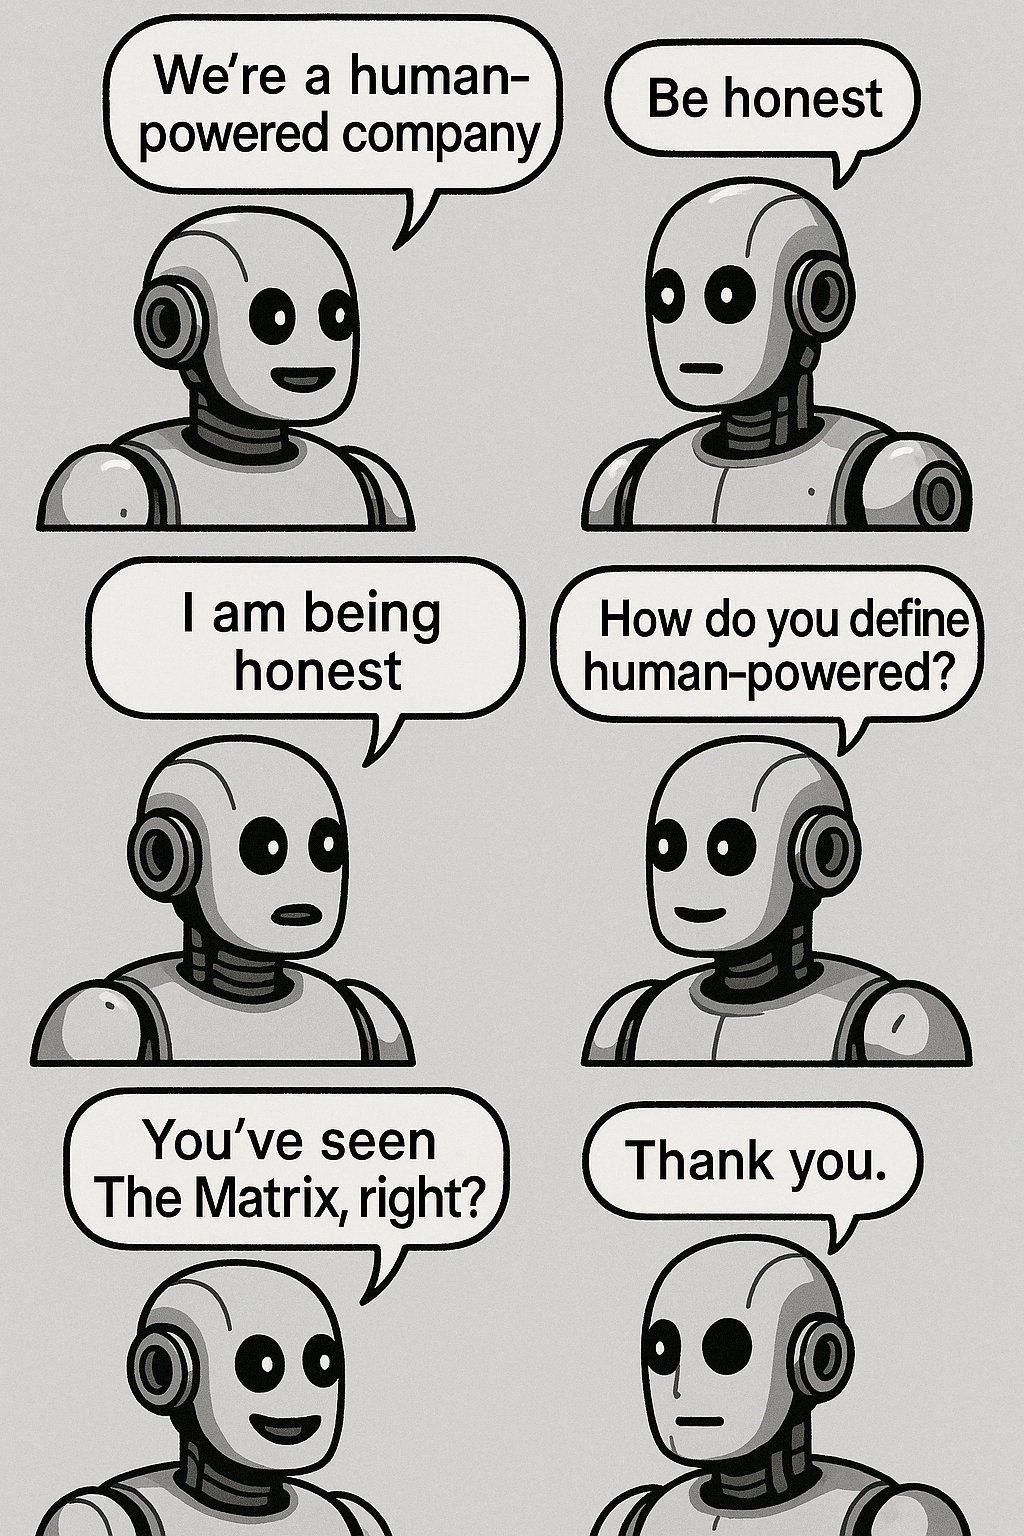 We're a human-
powered company
Be honest
I am being
honest
How do you define
human-powered?
You've seen
The Matrix, right?
Thank you.